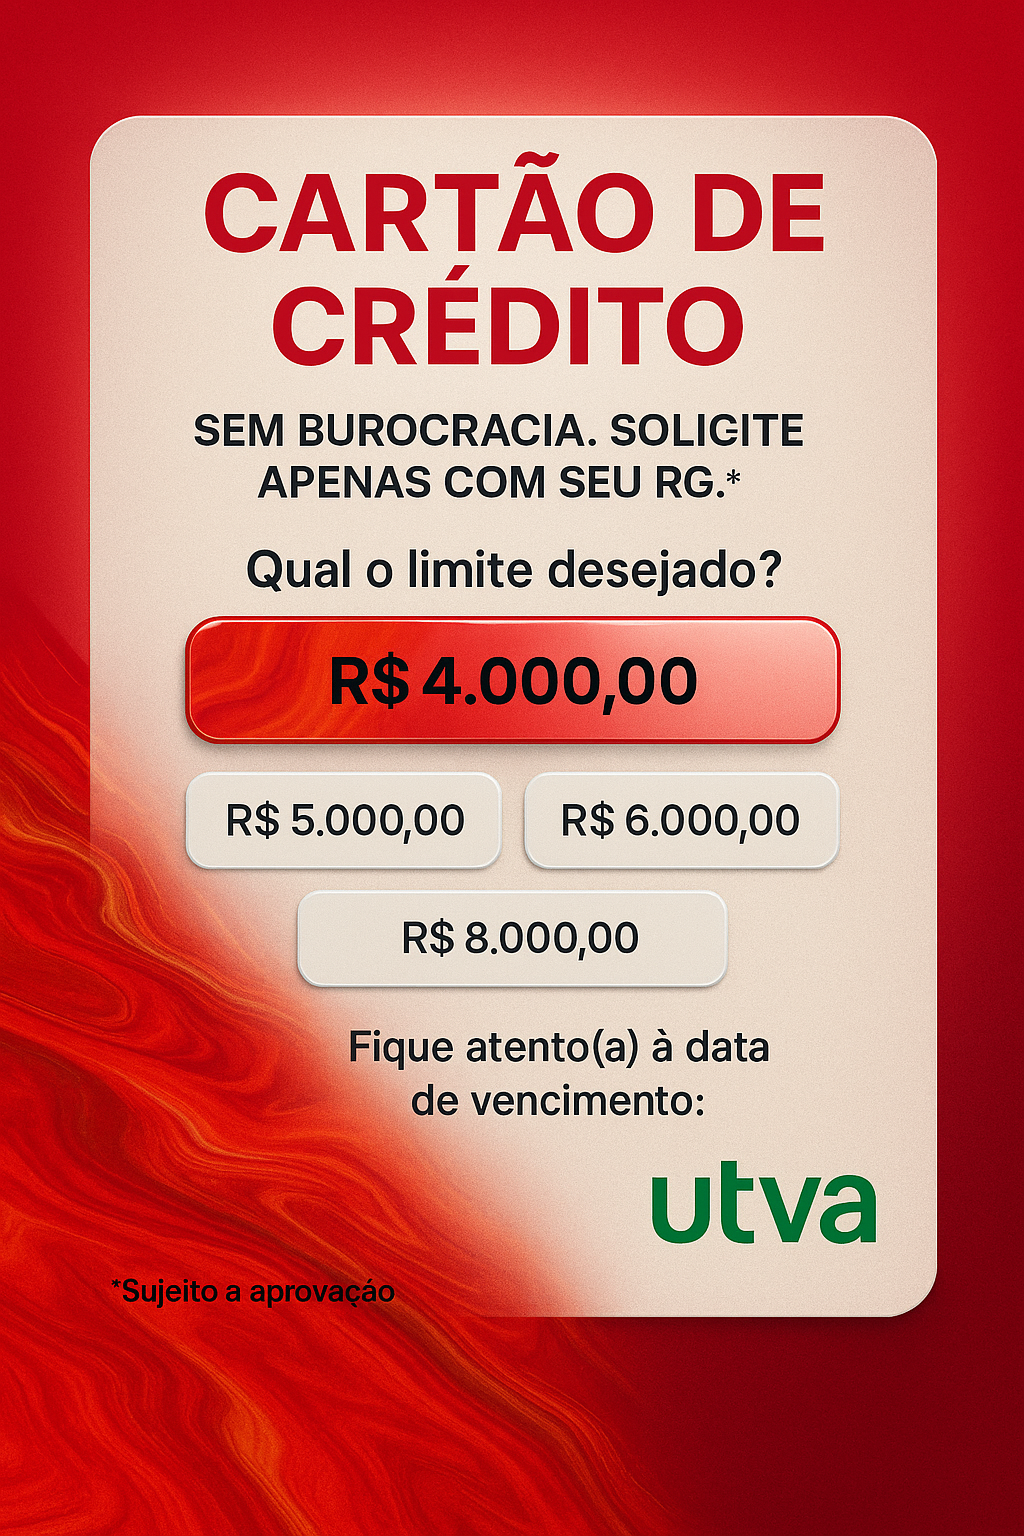 CARTÃO DE
CRÉDITO
SEM BUROCRACIA. SOLIGITE
APENAS COM SEU RG.*
Qual o limite desejado?
R$ 4.000,00
R$ 5.000,00
R$ 6.000,00
R$ 8.000,00
Fique atento(a) à data
de vencimento:
utva
*Sujeito a aprovaçáo